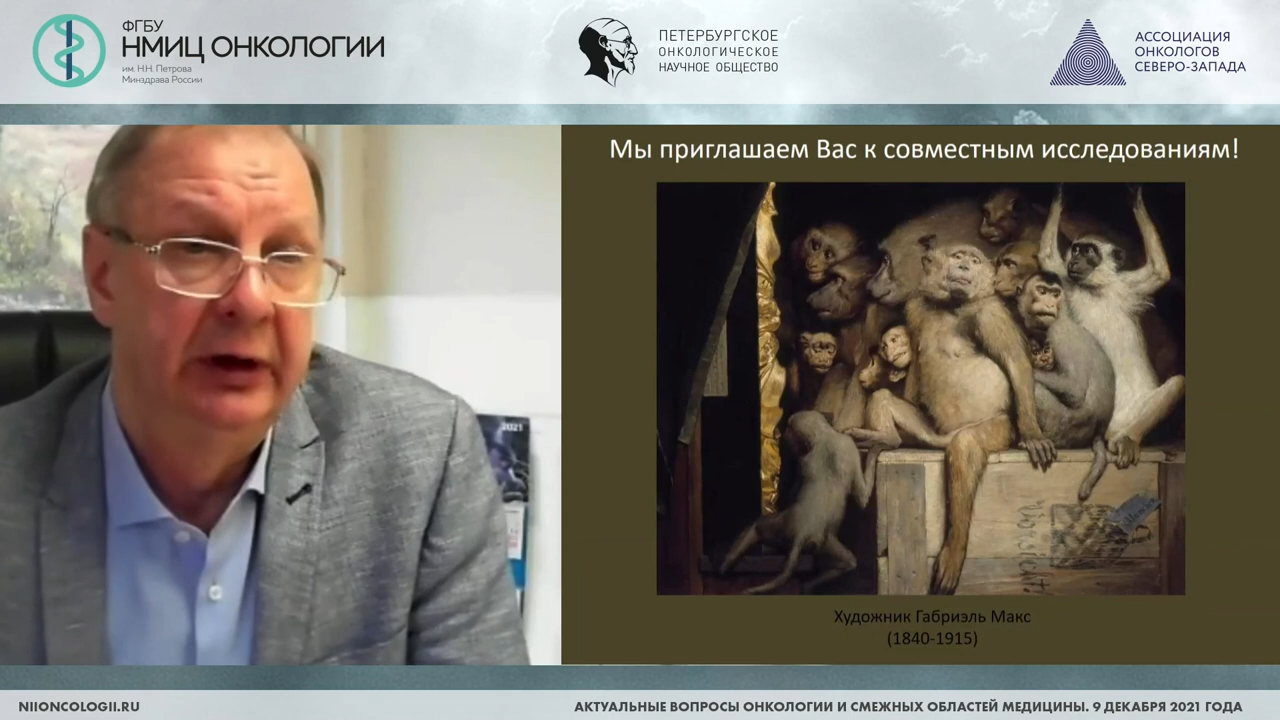 ФГБУ
НМИЦ ОНКОЛОГИИ
им. Н.Н. Петрова
Минздрава России
ПЕТЕРБУРГСКОЕ
ОНКОЛОГИЧЕСКОЕ
НАУЧНОЕ ОБЩЕСТВО
АССОЦИАЦИЯ
ОНКОЛОГОВ
СЕВЕРО-ЗАПАДА
Мы приглашаем Вас к совместным исследованиям!
2021
Художник Габриэль Макс
(1840-1915)
NIIONCOLOGII.RU
АКТУАЛЬНЫЕ ВОПРОСЫ ОНКОЛОГИИ И СМЕЖНЫХ ОБЛАСТЕЙ МЕДИЦИНЫ. 9 ДЕКАБРЯ 2021 ГОДА